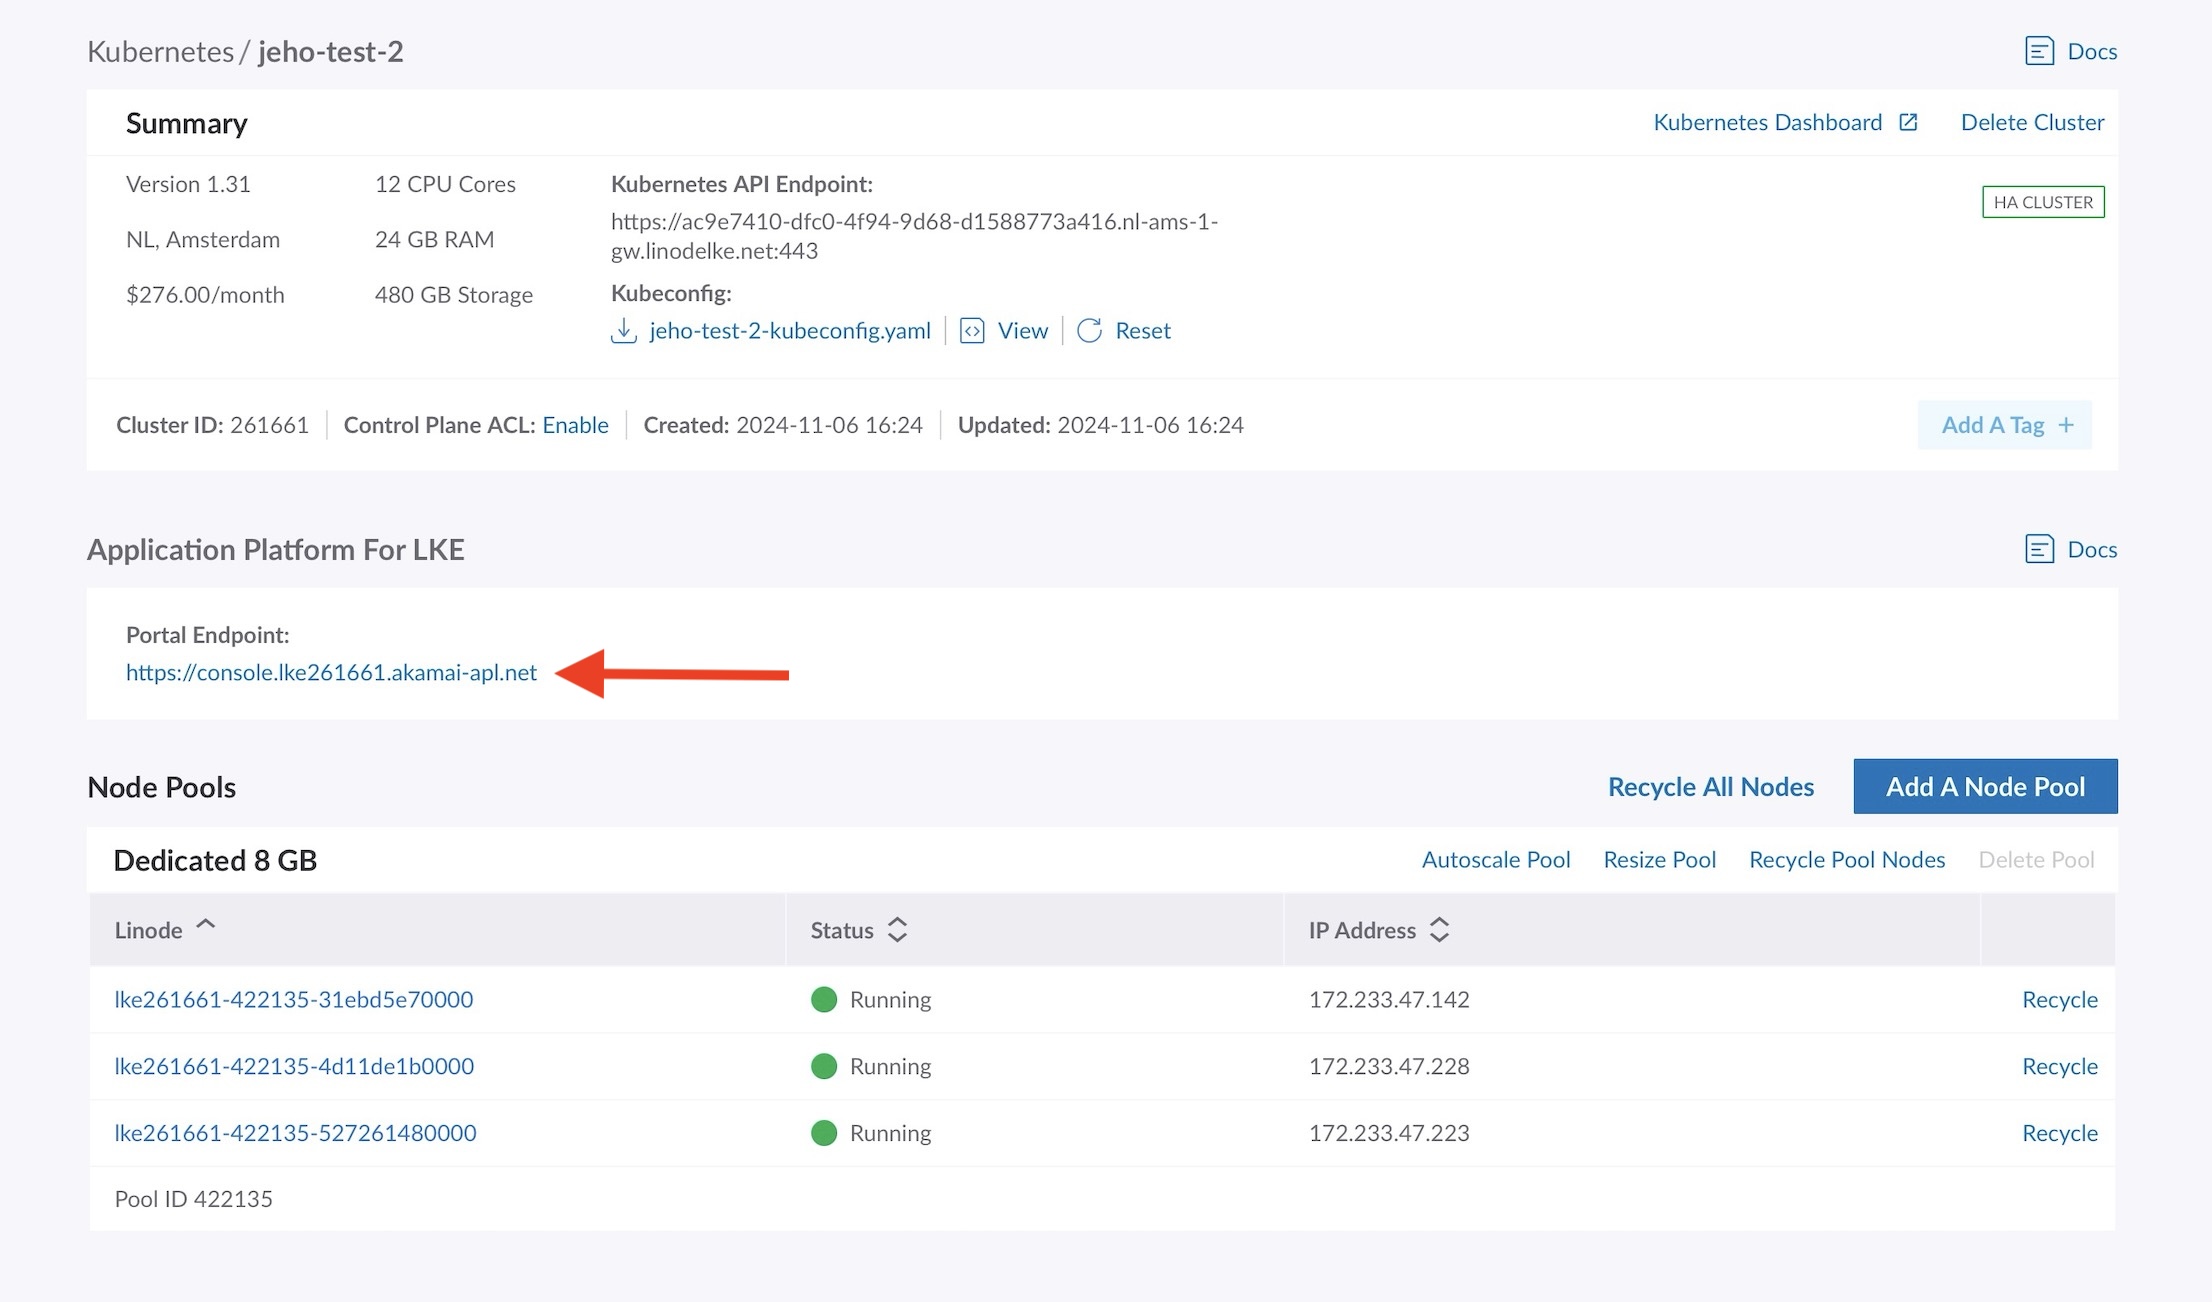 Kubernetes / jeho-test-2
Docs
Summary
Kubernetes Dashboard
Delete Cluster
Version 1.31
12 CPU Cores
Kubernetes API Endpoint:
https://ac9e7410-dfc0-4f94-9d68-d1588773a416.nl-ams-1-
gw.linodelke.net:443
HA CLUSTER
NL, Amsterdam
24 GB RAM
$276.00/month
480 GB Storage
Kubeconfig:
jeho-test-2-kubeconfig.yaml
View
Reset
Cluster ID: 261661
Control Plane ACL: Enable
Created: 2024-11-06 16:24
Updated: 2024-11-06 16:24
Add A Tag +
Application Platform For LKE
Docs
Portal Endpoint:
https://console.lke261661.akamai-apl.net
Node Pools
Recycle All Nodes
Add A Node Pool
Dedicated 8 GB
Autoscale Pool
Resize Pool
Recycle Pool Nodes
Delete Pool
Linode
Status
IP Address
lke261661-422135-31ebd5e70000
Running
172.233.47.142
Recycle
lke261661-422135-4d11de1b0000
Running
172.233.47.228
Recycle
lke261661-422135-527261480000
Running
172.233.47.223
Recycle
Pool ID 422135